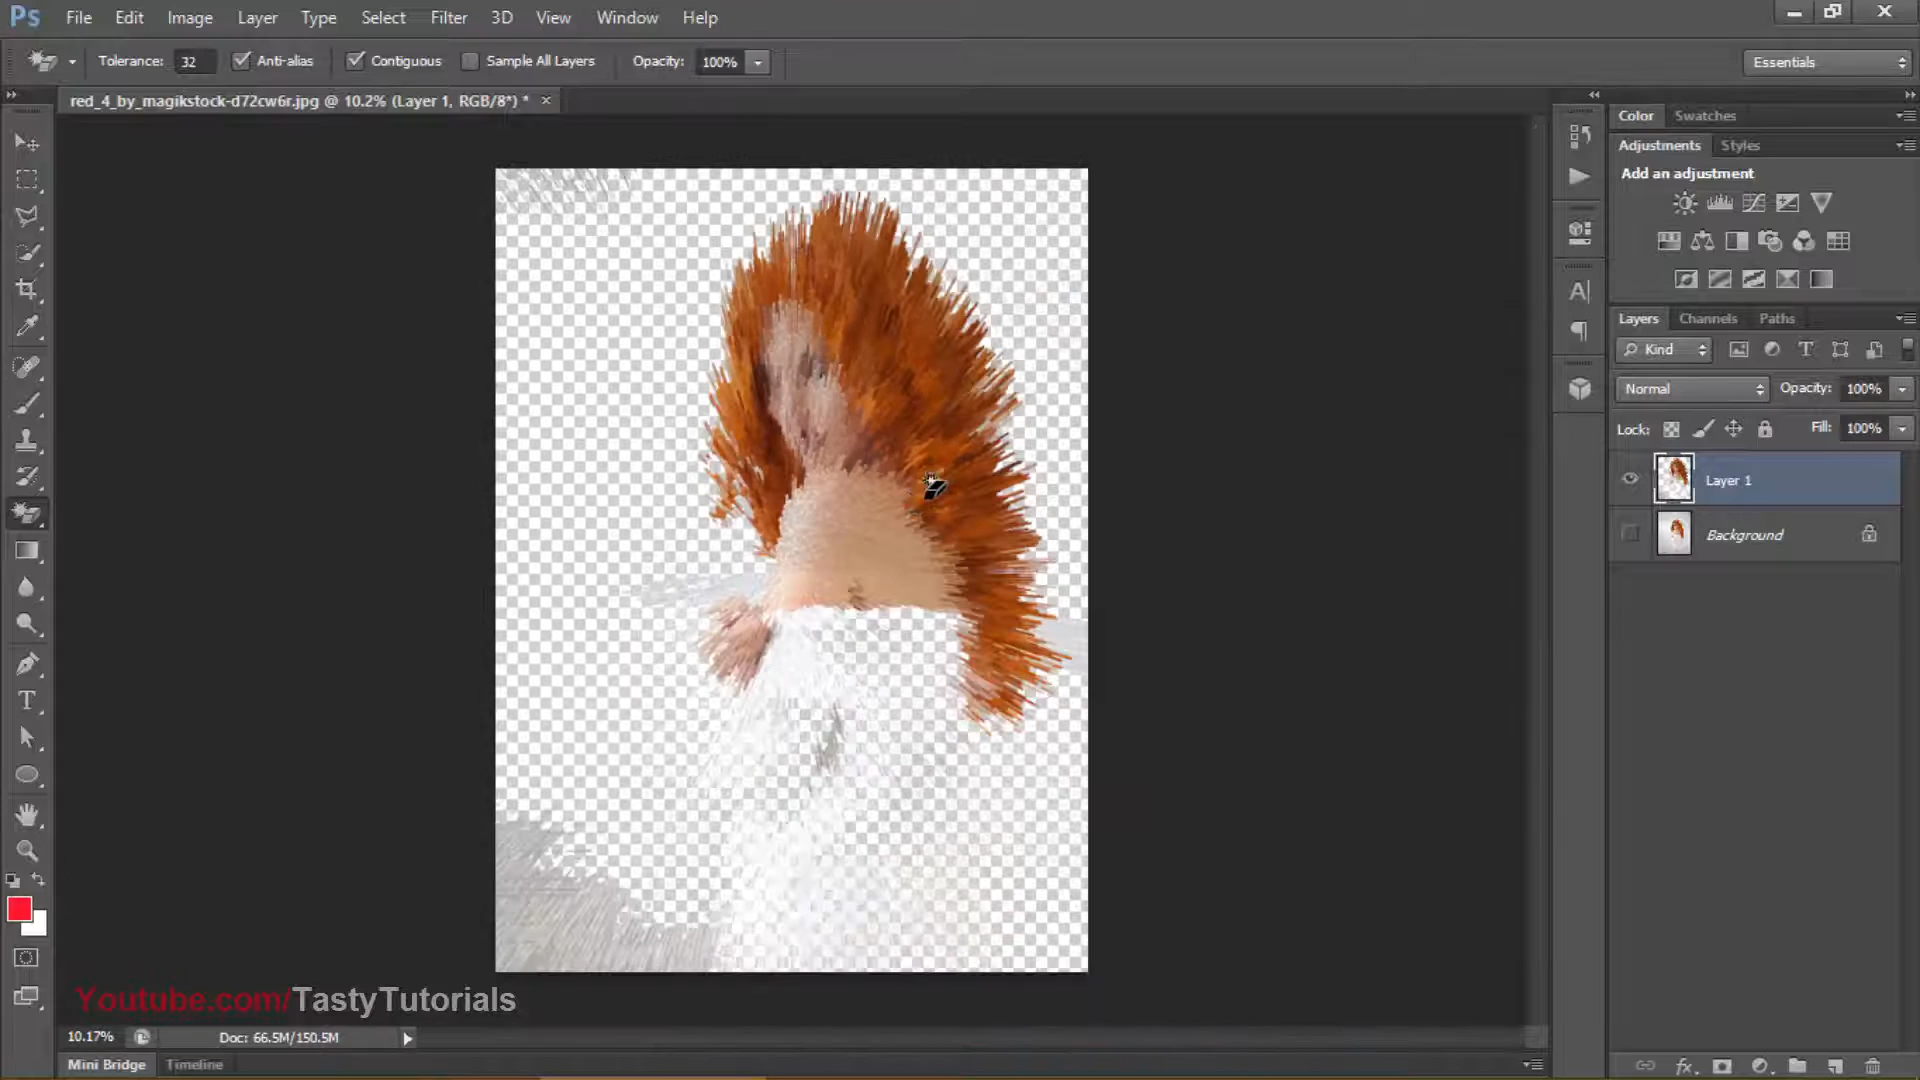 Ps File Edit Image Layer Type Select Filter 3D View Window Help
Tolerance: 32 Anti-alias Contiguous Sample All Layers Opacity: 100% Essentials
red_4_by_magikstock-d72cw6r.jpg @ 10.2% (Layer 1, RGB/8*) * ×
Color Swatches
Adjustments Styles
Add an adjustment
Layers Channels Paths
Kind
Normal Opacity: 100%
Lock: Fill: 100%
Layer 1
Background
Youtube.com/TastyTutorials
10.17% Doc: 66.5M/150.5M
Mini Bridge Timeline